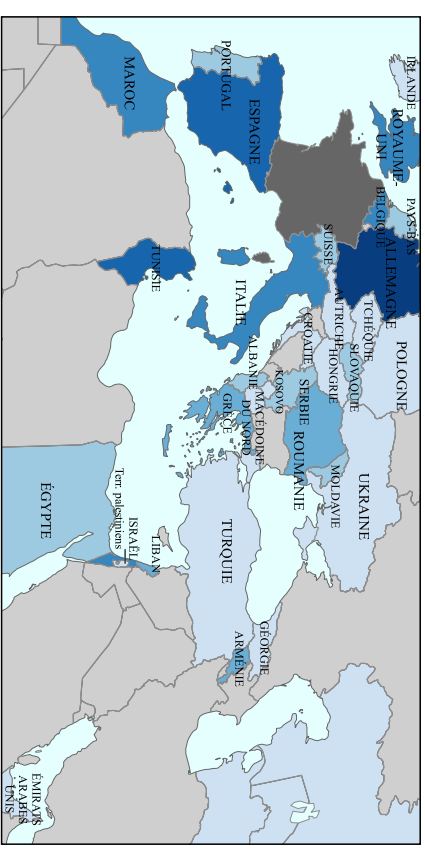 IRLANDE
ROYAUME-
UNI
PAYS-BAS
BELGIQUE
ALLEMAGNE
POLOGNE
TCHÉQUIE
SLOVAQUIE
AUTRICHE
HONGRIE
SUISSE
UKRAINE
MOLDAVIE
ROUMANIE
CROATIE
SERBIE
KOSOVO
MACÉDOINE
DU NORD
ALBANIE
GRÈCE
ITALIE
PORTUGAL
ESPAGNE
MAROC
TUNISIE
TURQUIE
GÉORGIE
ARMÉNIE
LIBAN
ISRAËL
Terr. palestiniens
ÉGYPTE
ÉMIRATS
ARABES
UNIS